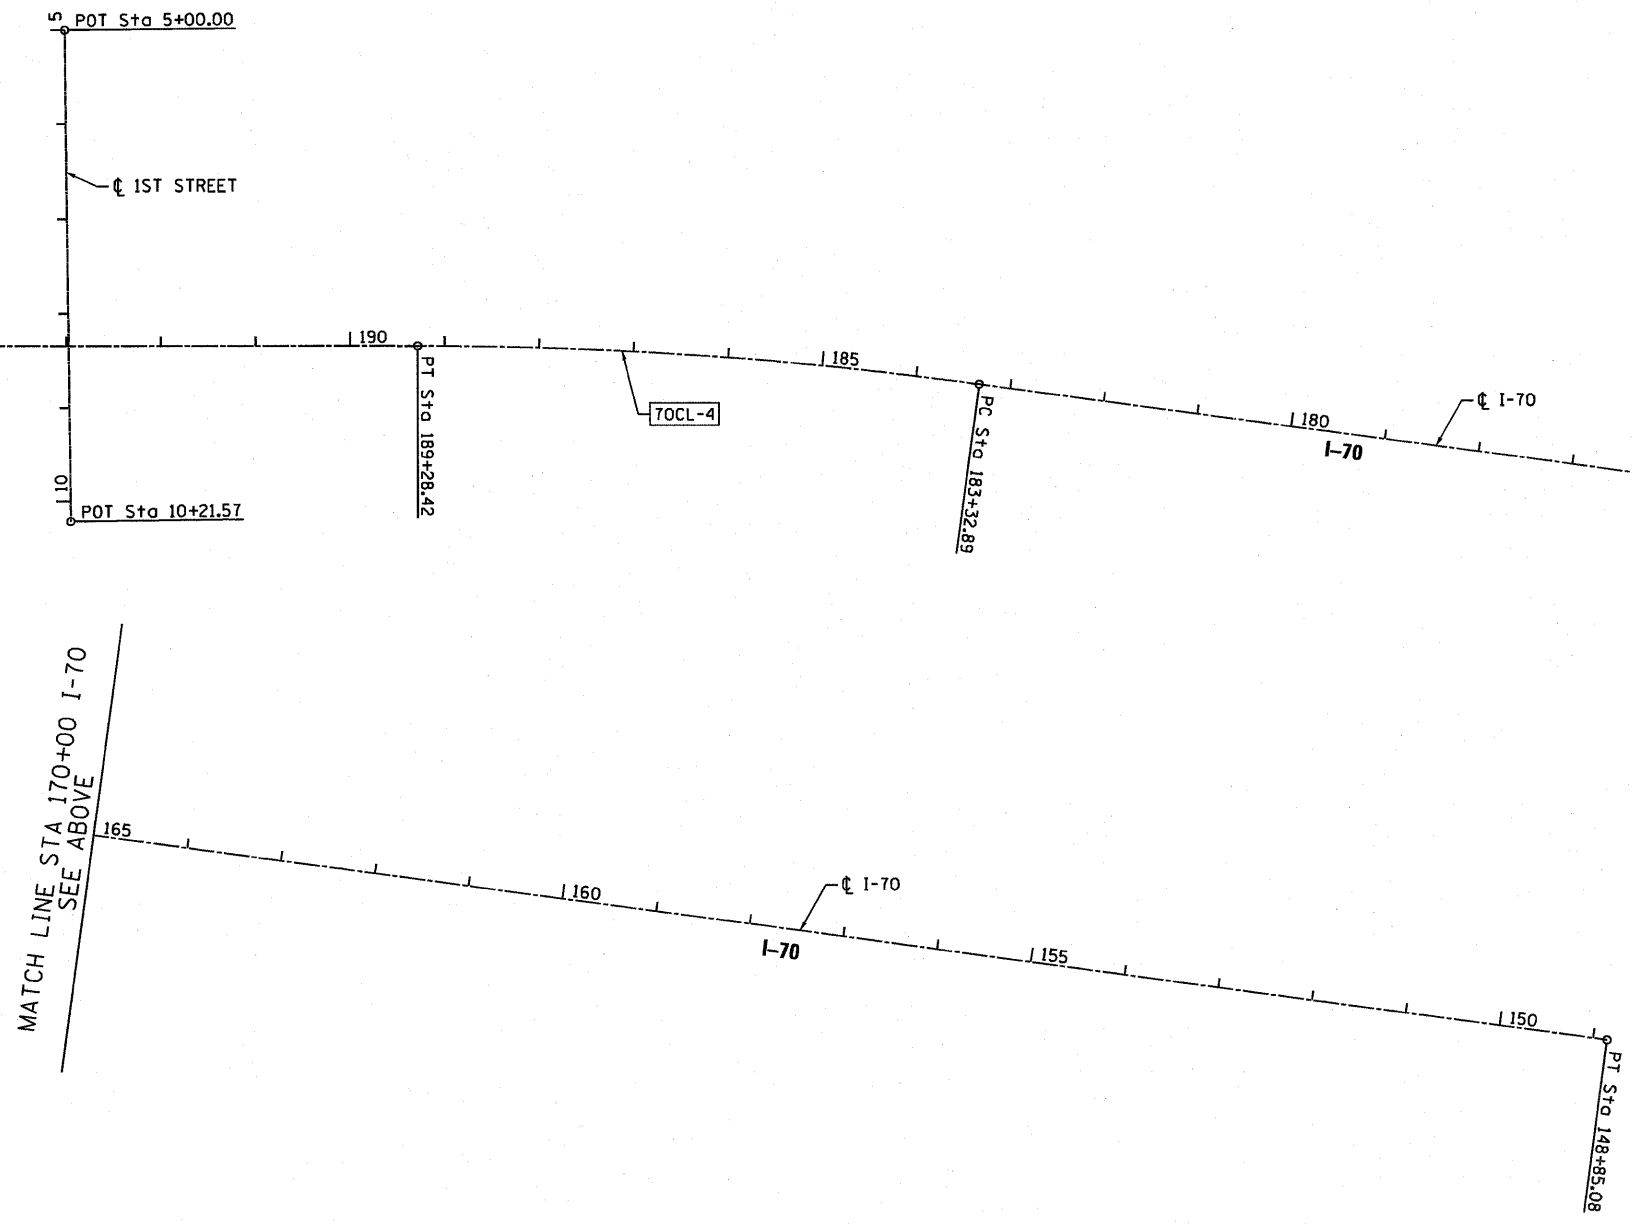 5
POT Sta 5+00.00
℄ 1ST STREET
190
PT Sta 189+28.42
70CL-4
185
PC Sta 183+32.89
180
I-70
℄ I-70
10
POT Sta 10+21.57
MATCH LINE STA 170+00 I-70
SEE ABOVE
165
160
℄ I-70
I-70
155
150
PT Sta 148+85.08